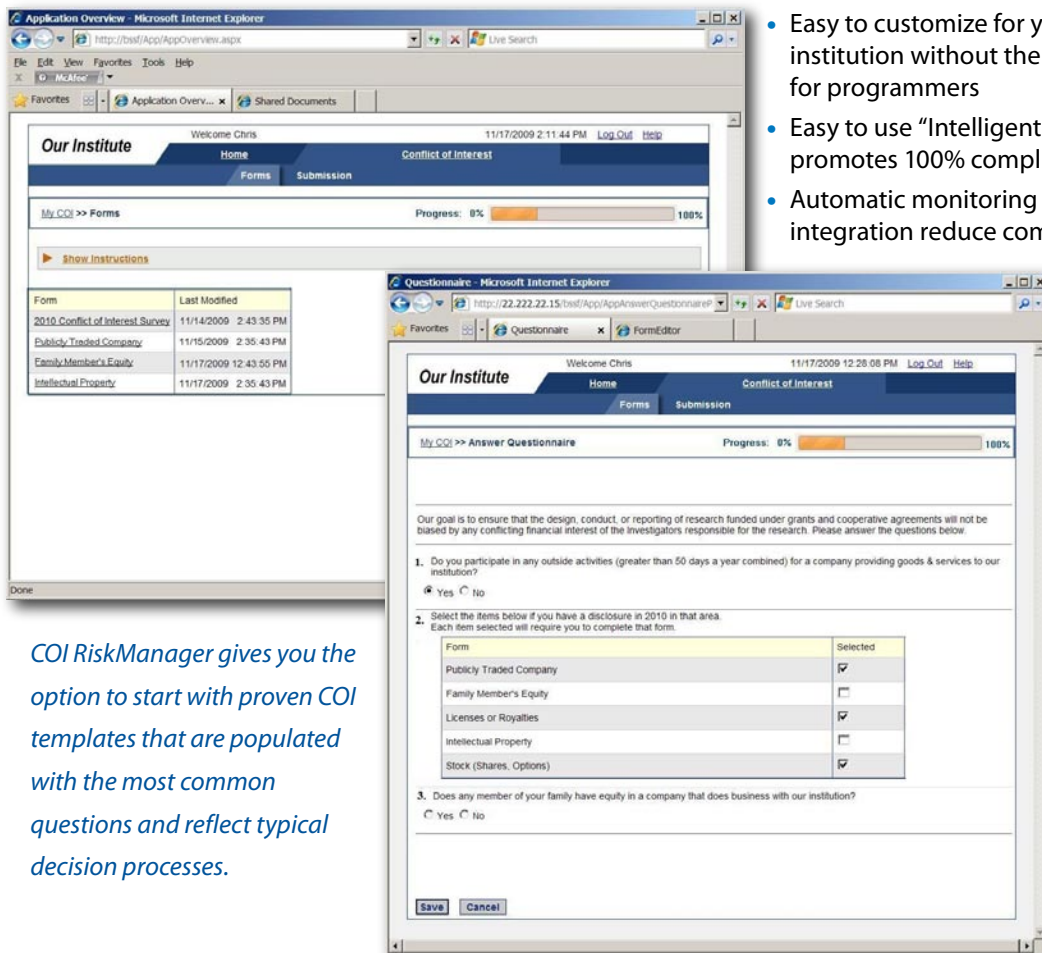 Application Overview - Microsoft Internet Explorer
http://bssf/App/AppOverview.aspx
Live Search
File Edit View Favorites Tools Help
X McAfee
Favorites
Application Overv... x
Shared Documents
Our Institute
Welcome Chris
11/17/2009 2:11:44 PM Log Out Help
Home
Conflict of Interest
Forms
Submission
My COI >> Forms
Progress: 0%
100%
Show Instructions
Form
Last Modified
2010 Conflict of Interest Survey 11/14/2009 2:43:35 PM
Publicly Traded Company 11/15/2009 2:35:43 PM
Family Member's Equity 11/17/2009 12:43:55 PM
Intellectual Property 11/17/2009 2:35:43 PM
Done
• Easy to customize for y
institution without the
for programmers
• Easy to use “Intelligent
promotes 100% compl
• Automatic monitoring
integration reduce con
Questionnaire - Microsoft Internet Explorer
http://22.222.22.15/bssf/App/AppAnswerQuestionnaireP
Live Search
Favorites
Questionnaire x
FormEditor
Our Institute
Welcome Chris
11/17/2009 12:28:08 PM Log Out Help
Home
Conflict of Interest
Forms
Submission
My COI >> Answer Questionnaire
Progress: 0%
100%
Our goal is to ensure that the design, conduct, or reporting of research funded under grants and cooperative agreements will not be
biased by any conflicting financial interest of the Investigators responsible for the research. Please answer the questions below.
1. Do you participate in any outside activities (greater than 50 days a year combined) for a company providing goods & services to our
institution?
Yes No
2. Select the items below if you have a disclosure in 2010 in that area.
Each item selected will require you to complete that form.
Form
Selected
Publicly Traded Company
Family Member's Equity
Licenses or Royalties
Intellectual Property
Stock (Shares, Options)
3. Does any member of your family have equity in a company that does business with our institution?
Yes No
Save Cancel
COI RiskManager gives you the
option to start with proven COI
templates that are populated
with the most common
questions and reflect typical
decision processes.